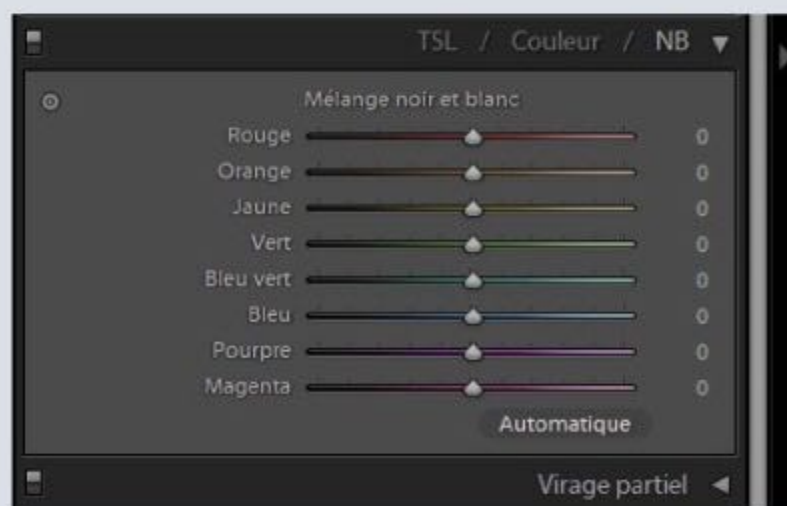 TSL / Couleur / NB
Mélange noir et blanc
Rouge 0
Orange 0
Jaune 0
Vert 0
Bleu vert 0
Bleu 0
Pourpre 0
Magenta 0
Automatique
Virage partiel